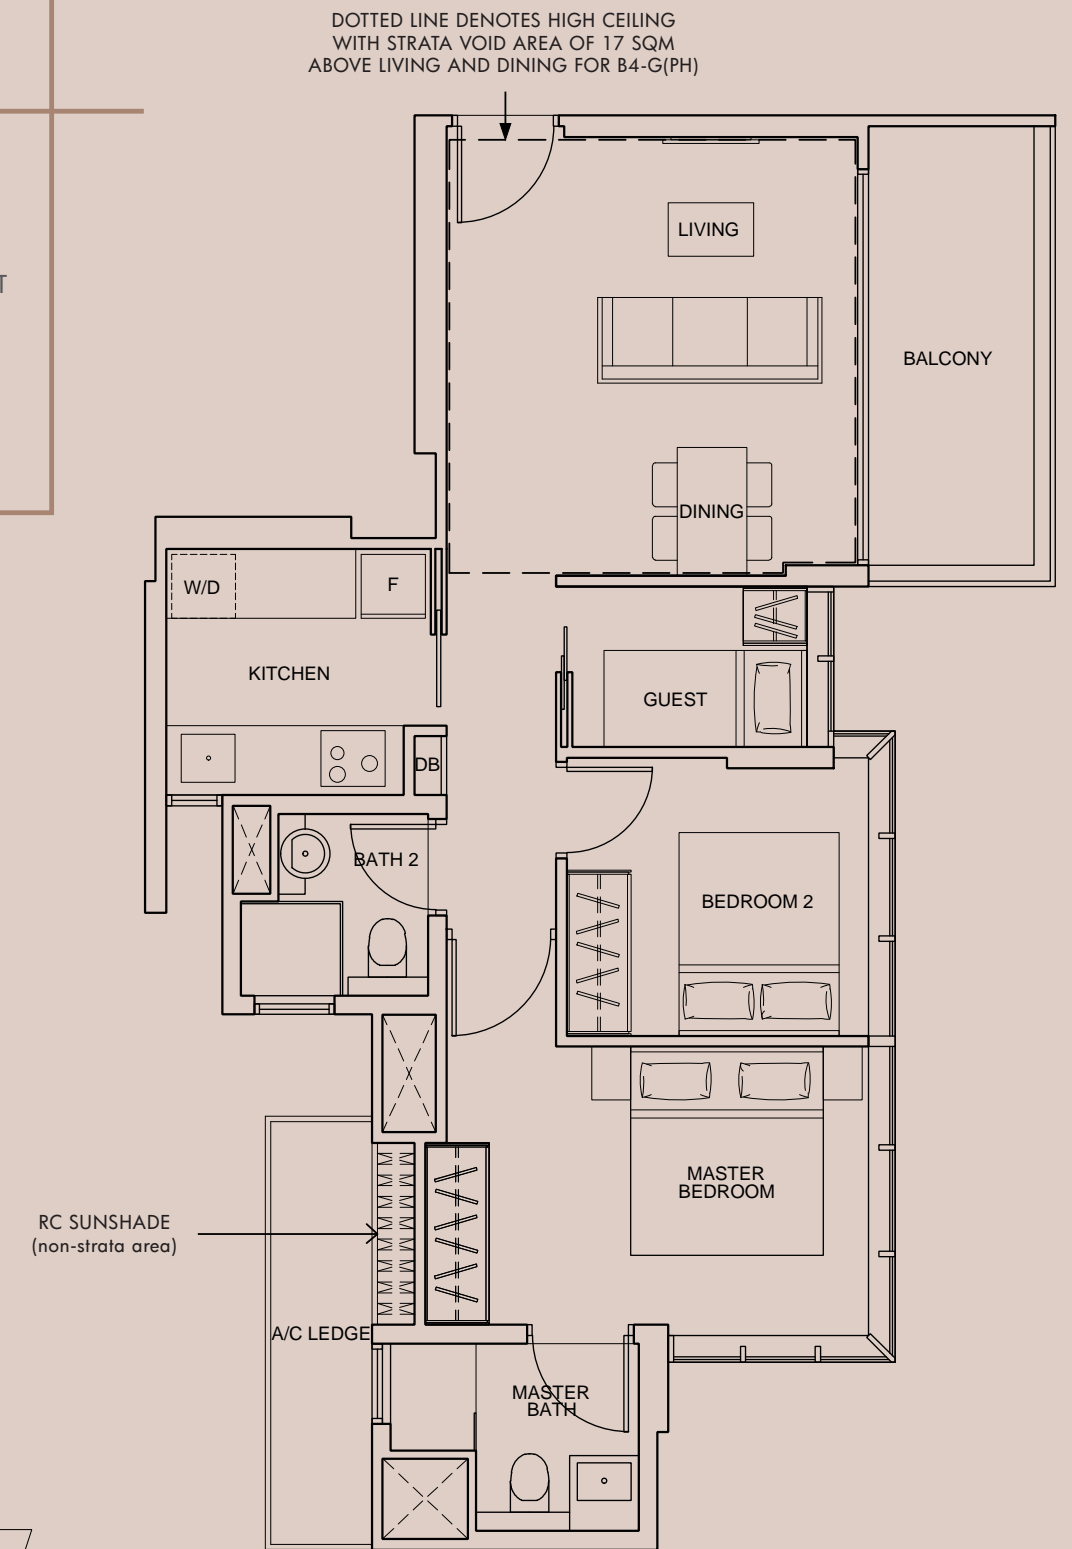 DOTTED LINE DENOTES HIGH CEILING
WITH STRATA VOID AREA OF 17 SQM
ABOVE LIVING AND DINING FOR B4-G(PH)
LIVING
T
BALCONY
DINING
W/D
F
KITCHEN
GUEST
DB
BATH 2
BEDROOM 2
MASTER
BEDROOM
RC SUNSHADE
(non-strata area)
A/C LEDGE
MASTER
BATH